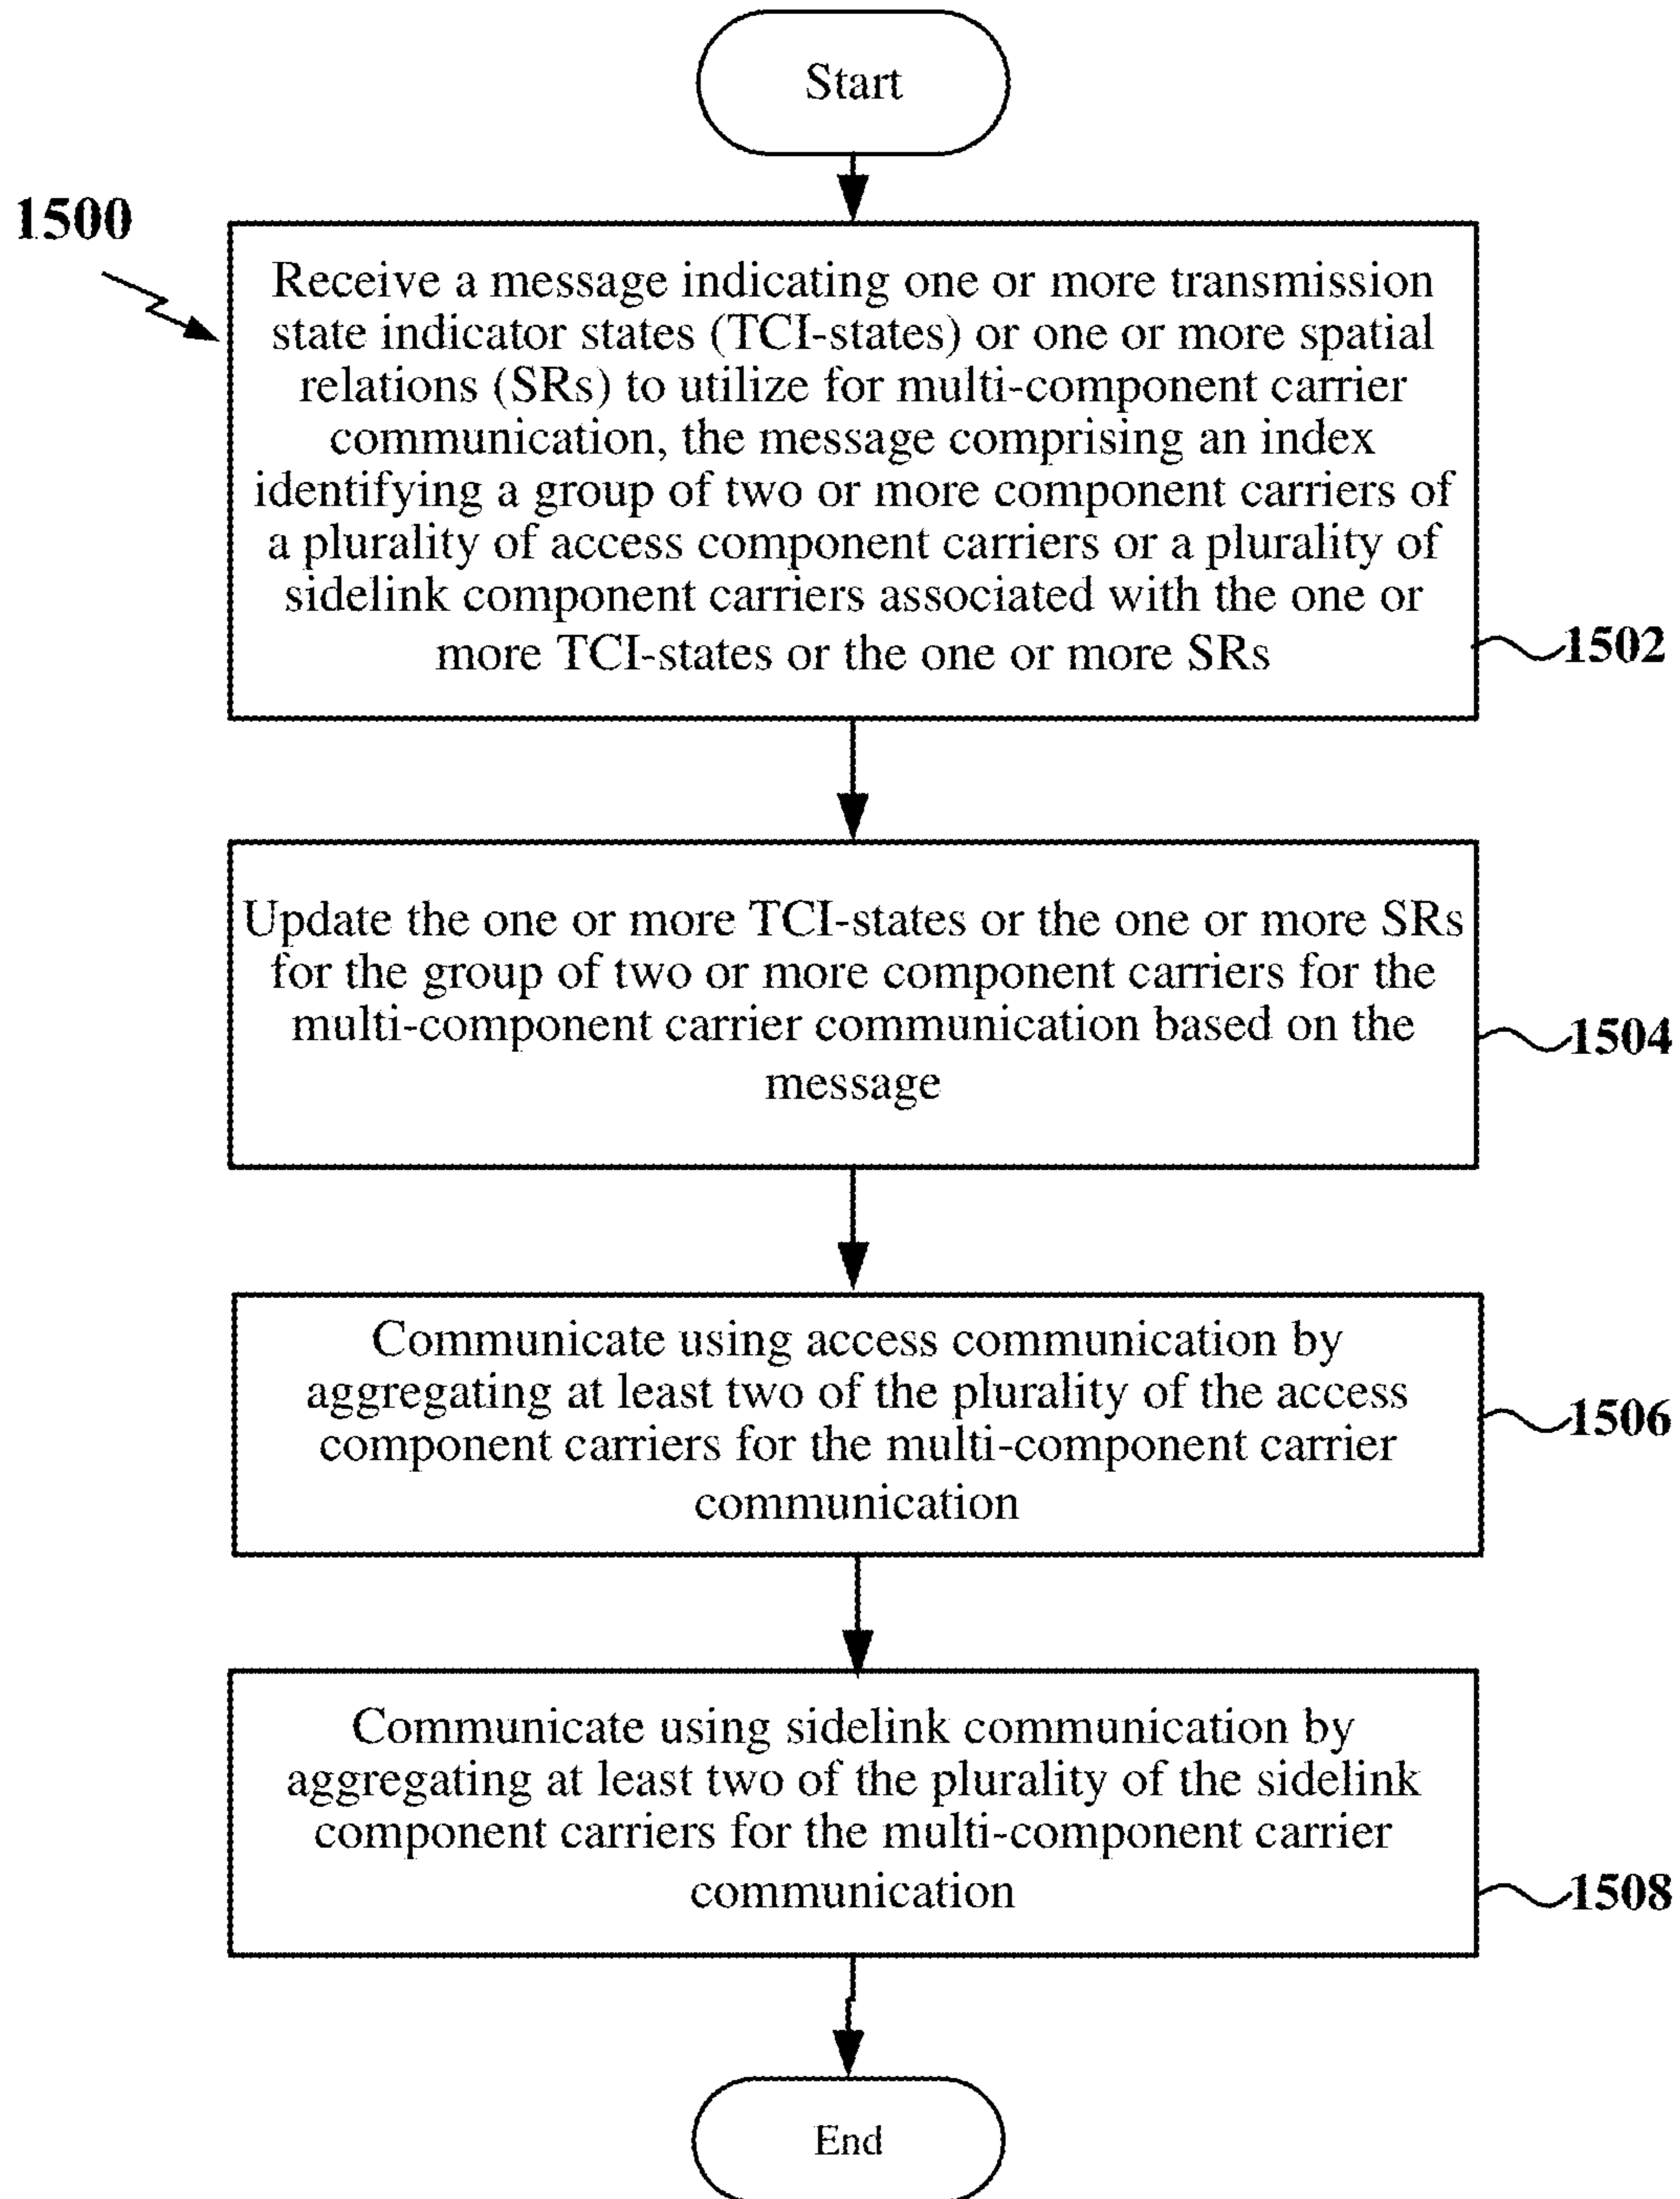 Start
1500
Receive a message indicating one or more transmission
state indicator states (TCI-states) or one or more spatial
relations (SRs) to utilize for multi-component carrier
communication, the message comprising an index
identifying a group of two or more component carriers of
a plurality of access component carriers or a plurality of
sidelink component carriers associated with the one or
more TCI-states or the one or more SRs
1502
Update the one or more TCI-states or the one or more SRs
for the group of two or more component carriers for the
multi-component carrier communication based on the
message
1504
Communicate using access communication by
aggregating at least two of the plurality of the access
component carriers for the multi-component carrier
communication
1506
Communicate using sidelink communication by
aggregating at least two of the plurality of the sidelink
component carriers for the multi-component carrier
communication
1508
End